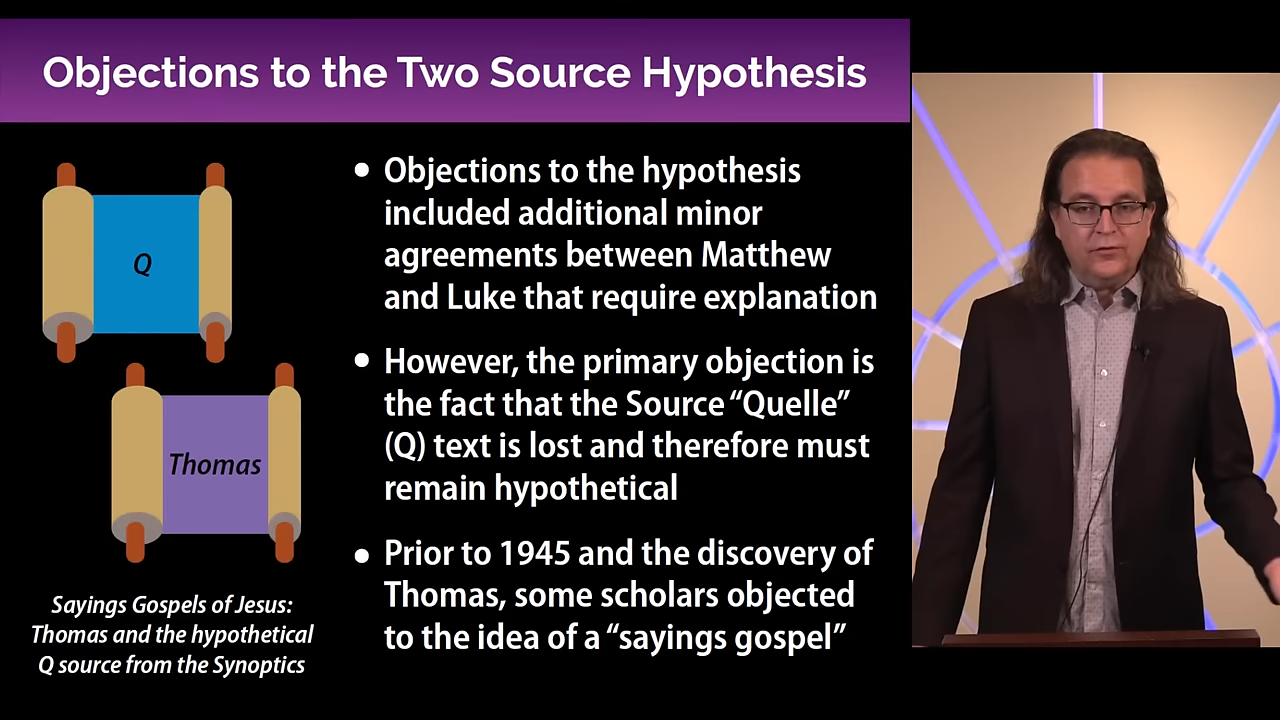 Objections to the Two Source Hypothesis
Q
Thomas
Sayings Gospels of Jesus:
Thomas and the hypothetical
Q source from the Synoptics
• Objections to the hypothesis
included additional minor
agreements between Matthew
and Luke that require explanation
• However, the primary objection is
the fact that the Source “Quelle”
(Q) text is lost and therefore must
remain hypothetical
• Prior to 1945 and the discovery of
Thomas, some scholars objected
to the idea of a “sayings gospel”